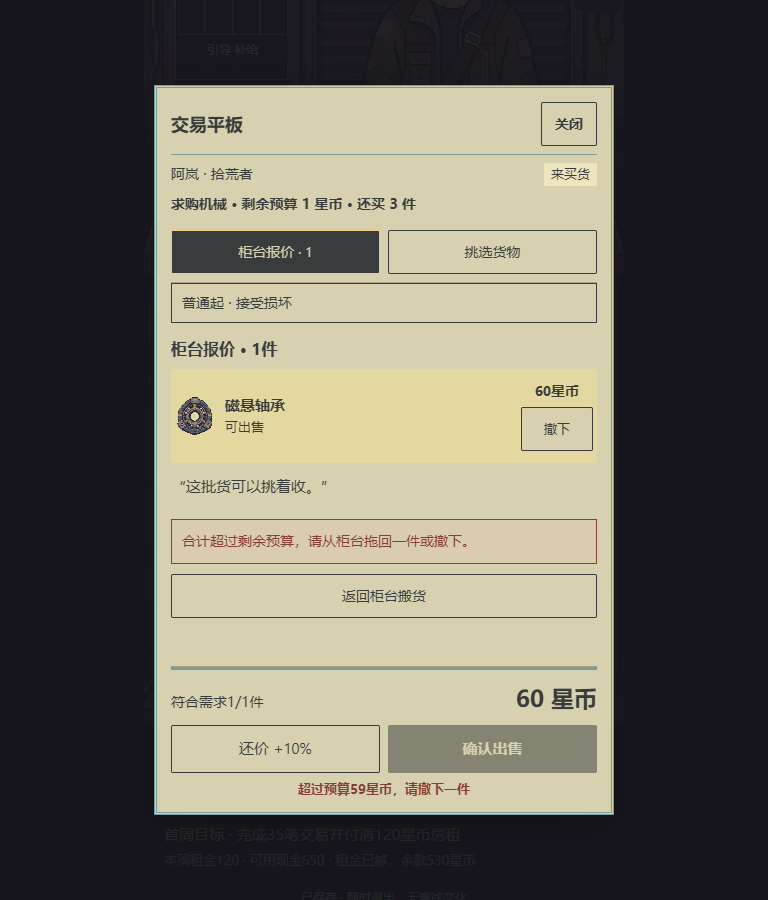 引导 补给
交易平板
关闭
阿岚 · 拾荒者
来买货
求购机械 • 剩余预算 1 星币 • 还买 3 件
柜台报价 · 1
挑选货物
普通起 · 接受损坏
柜台报价 • 1件
60星币
磁悬轴承
可出售
撤下
“这批货可以挑着收。”
合计超过剩余预算，请从柜台拖回一件或撤下。
返回柜台搬货
符合需求1/1件
60 星币
还价 +10%
确认出售
超过预算59星币，请撤下一件
首周目标 · 完成35笔交易并付清120星币房租
本周租金120 · 可用现金650 · 租金已够，余款530星币